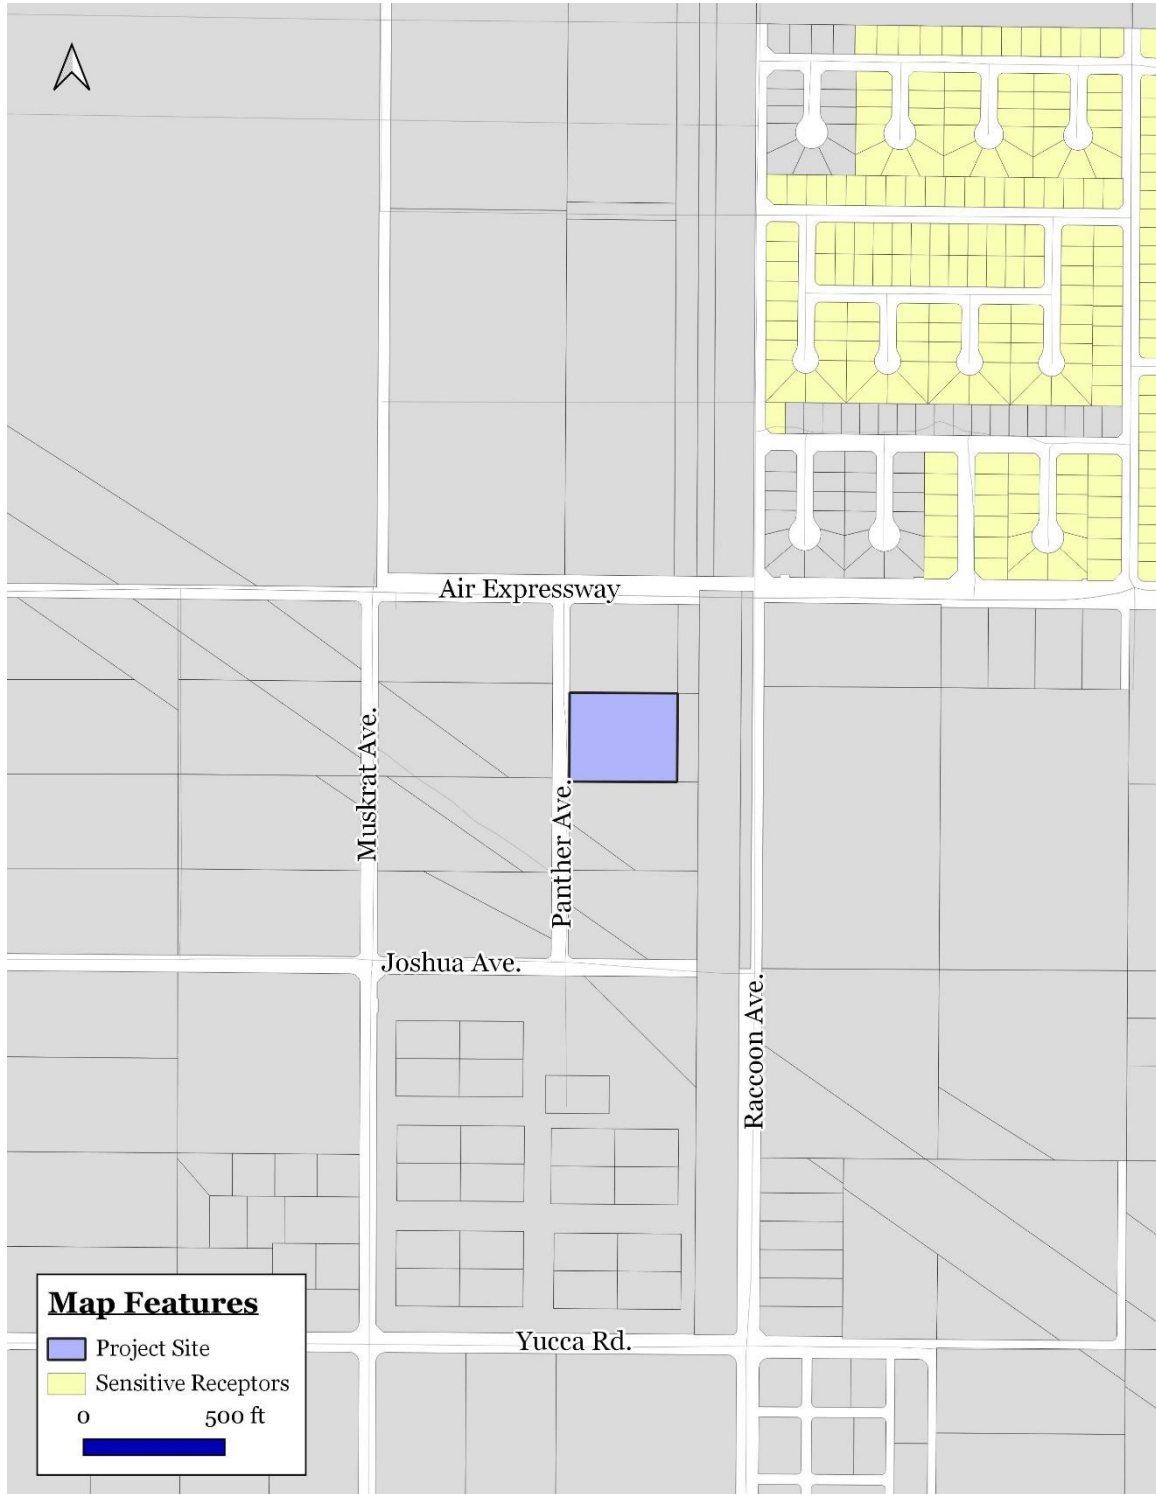 Air Expressway
Muskrat Ave.
Panther Ave.
Joshua Ave.
Raccoon Ave.
Yucca Rd.
Map Features
Project Site
Sensitive Receptors
0 500 ft